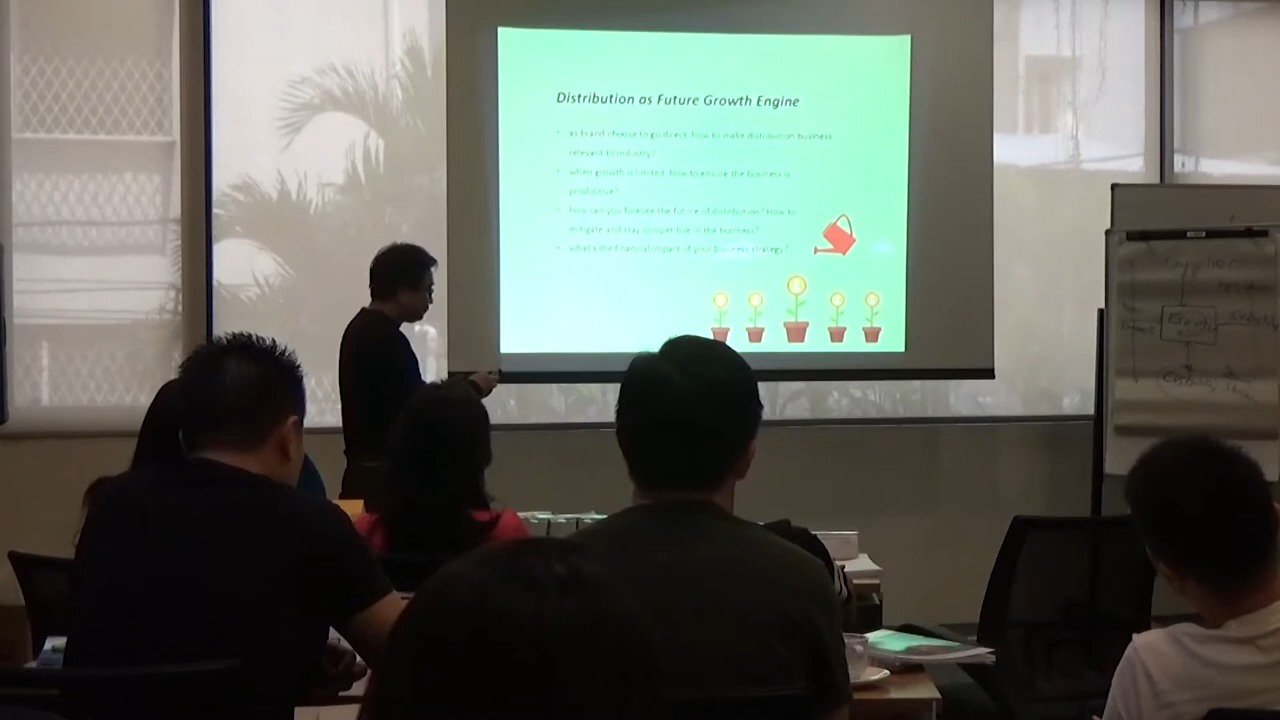 Distribution as Future Growth Engine
as brand choose to go direct, how to make distribution business
relevant to industry?
when growth is limited, how to ensure the business is
productive?
how can you foresee the future of distribution? How to
mitigate and stay competitive in the business?
what's the financial impact of your business strategy?
Supplier